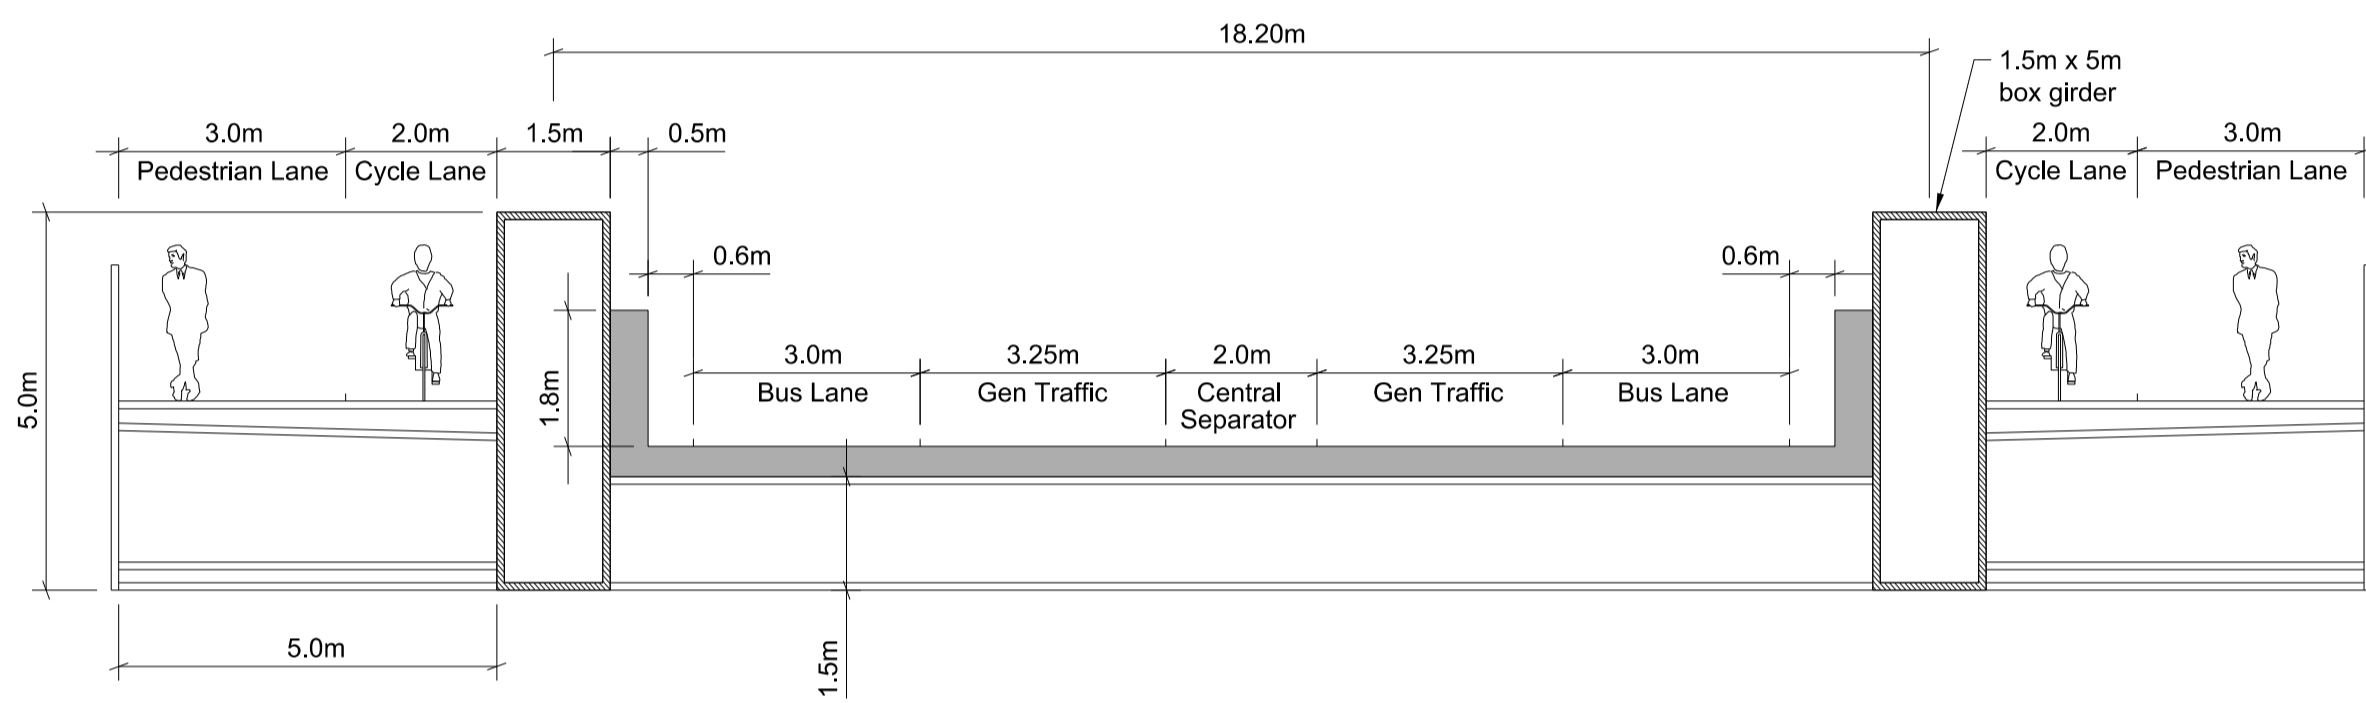 18.20m
1.5m x 5m
box girder
3.0m 2.0m 1.5m 0.5m 2.0m 3.0m
Pedestrian Lane Cycle Lane Cycle Lane Pedestrian Lane
0.6m 0.6m
3.0m 3.25m 2.0m 3.25m 3.0m
Bus Lane Gen Traffic Central Gen Traffic Bus Lane
Separator
1.8m
5.0m
5.0m
1.5m